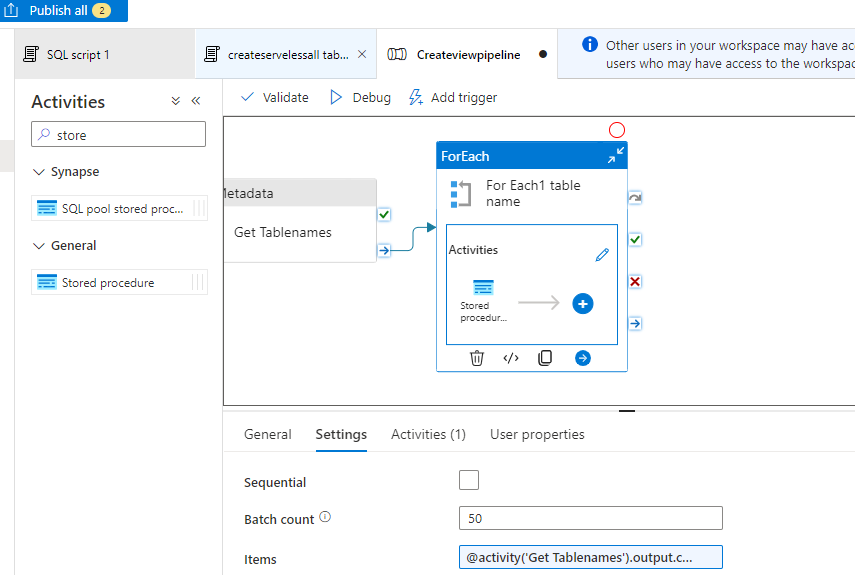 Publish all 2
SQL script 1
createservelessall tab...
Createviewpipeline
Other users in your workspace may have
users who may have access to the
Activities
store
Synapse
SQL pool stored proc...
General
Stored procedure
Validate
Debug
Add trigger
Get Tablenames
ForEach
For Each1 table
name
Activities
Stored
procedur...
General
Settings
Activities (1)
User properties
Sequential
Batch count
50
Items
@activity('Get Tablenames').output.c...